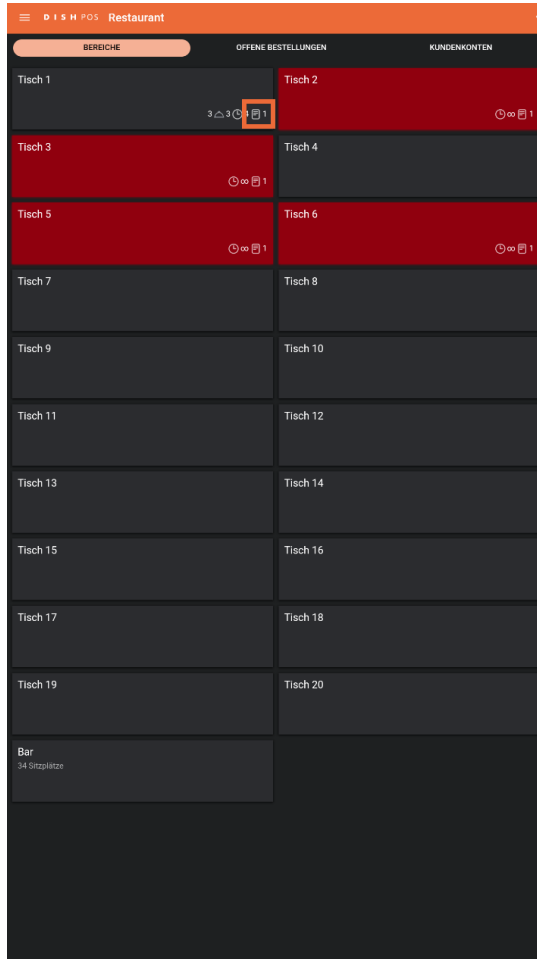 DISH POS Restaurant
BEREICHE OFFENE BESTELLUNGEN KUNDENKONTEN
Tisch 1 Tisch 2
3 3 4 1 ∞ 1
Tisch 3 Tisch 4
∞ 1
Tisch 5 Tisch 6
∞ 1 ∞ 1
Tisch 7 Tisch 8
Tisch 9 Tisch 10
Tisch 11 Tisch 12
Tisch 13 Tisch 14
Tisch 15 Tisch 16
Tisch 17 Tisch 18
Tisch 19 Tisch 20
Bar
34 Sitzplätze